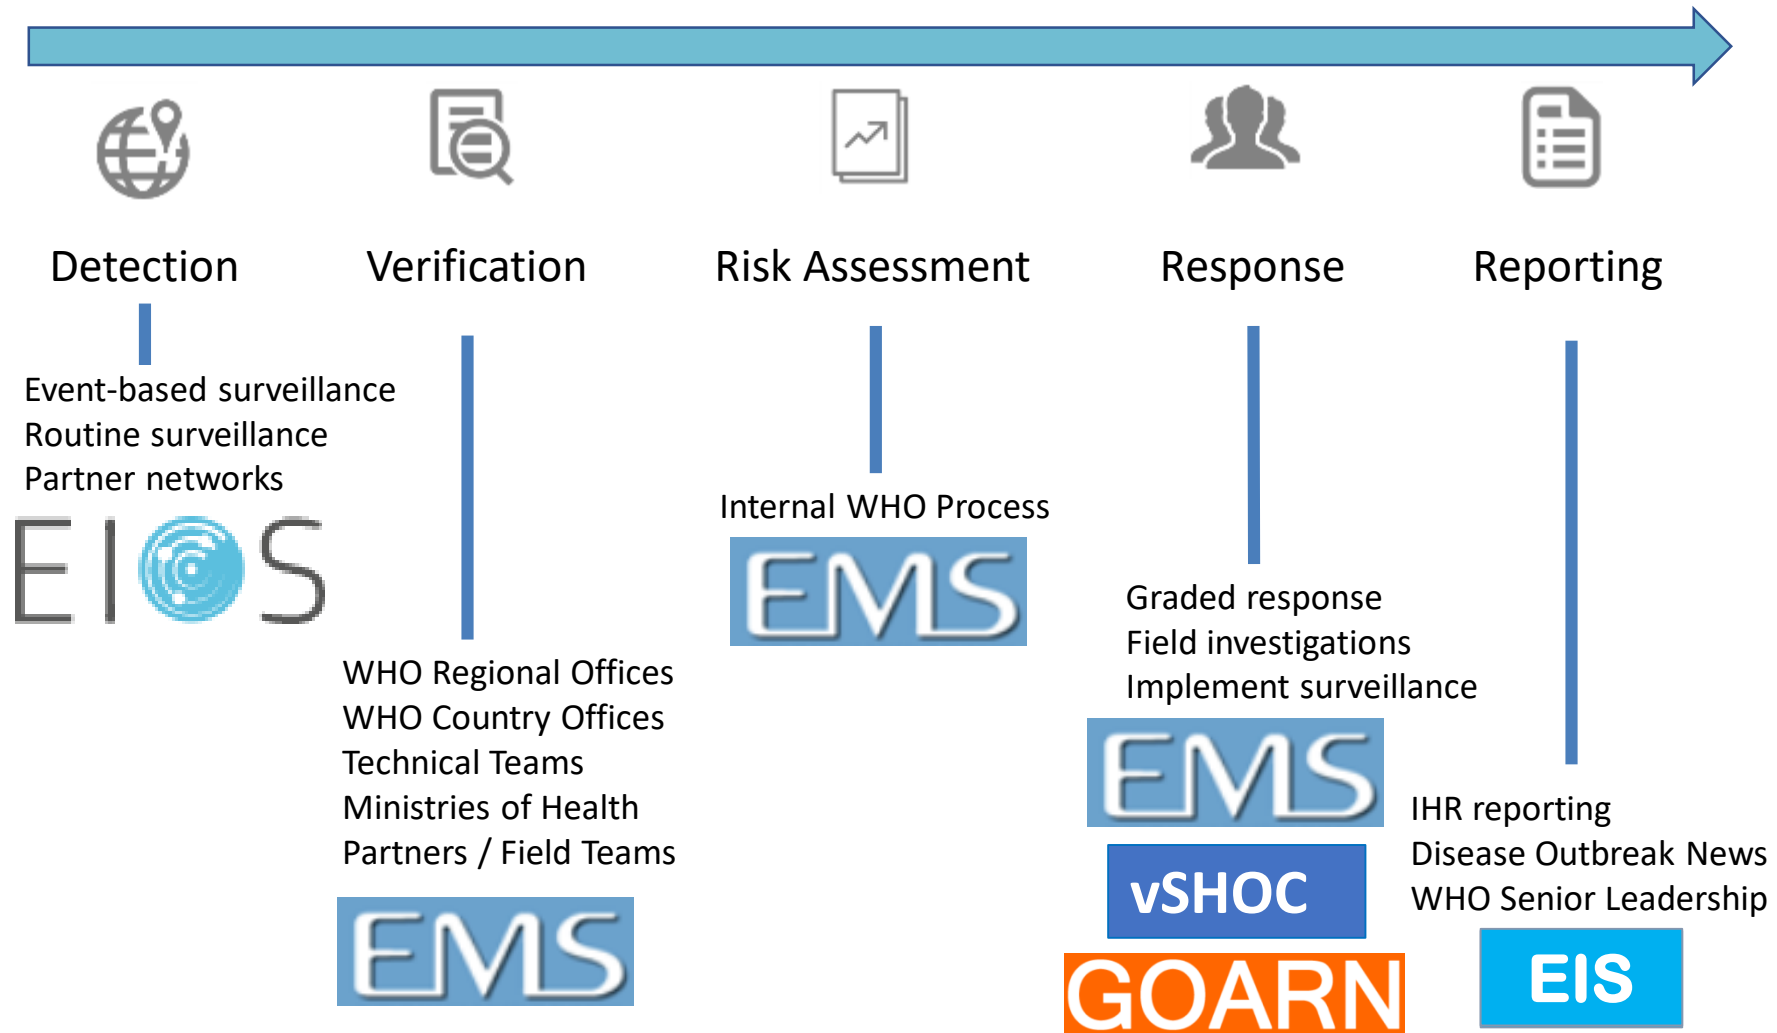 Detection
Event-based surveillance
Routine surveillance
Partner networks
EIOS
Verification
WHO Regional Offices
WHO Country Offices
Technical Teams
Ministries of Health
Partners / Field Teams
EMS
Risk Assessment
Internal WHO Process
EMS
Response
Graded response
Field investigations
Implement surveillance
EMS
vSHOC
GOARN
Reporting
IHR reporting
Disease Outbreak News
WHO Senior Leadership
EIS